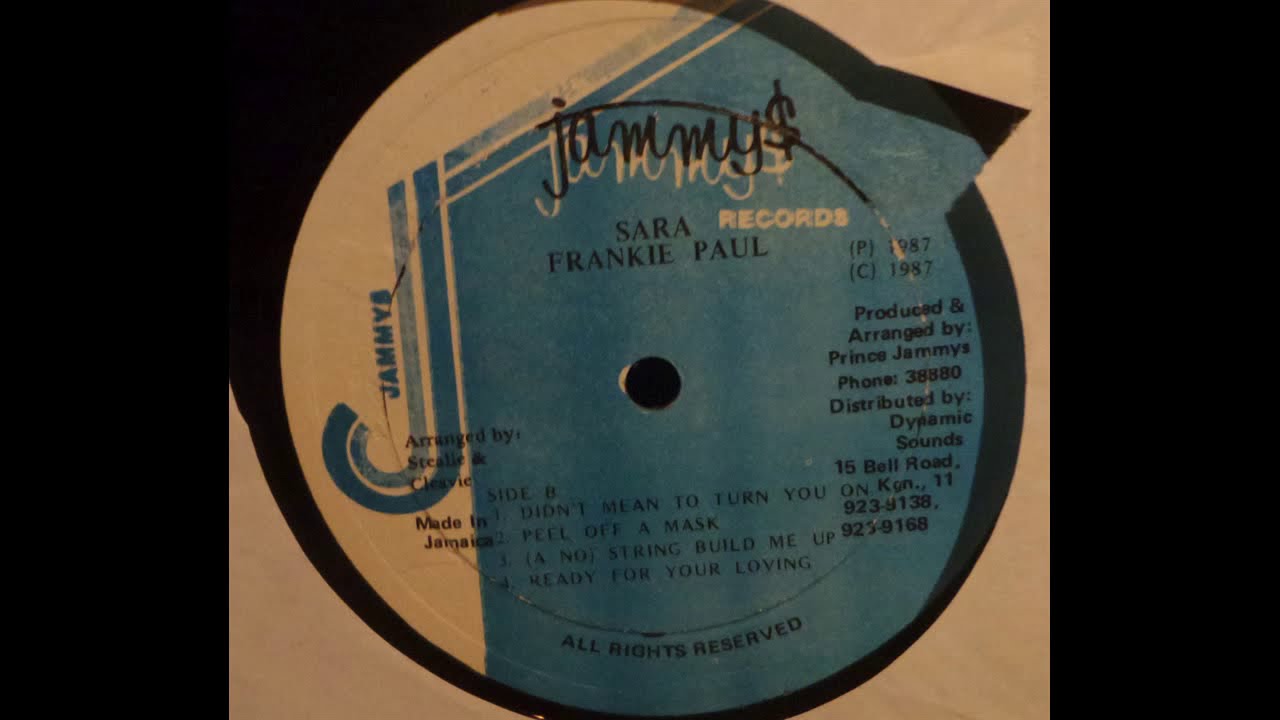 jammy$
jammy$
RECORDS
SARA
FRANKIE PAUL
(P) 1987
(C) 1987
JAMMYS
Produced &
Arranged by:
Prince Jammys
Phone: 38880
Distributed by:
Dynamic
Sounds
15 Bell Road,
Kgn., 11
923-9138,
923-9168
Arranged by:
Steelie &
Cleavie
Made In
Jamaica
SIDE B
1. DIDN'T MEAN TO TURN YOU ON
2. PEEL OFF A MASK
3. (A NO) STRING BUILD ME UP
4. READY FOR YOUR LOVING
ALL RIGHTS RESERVED